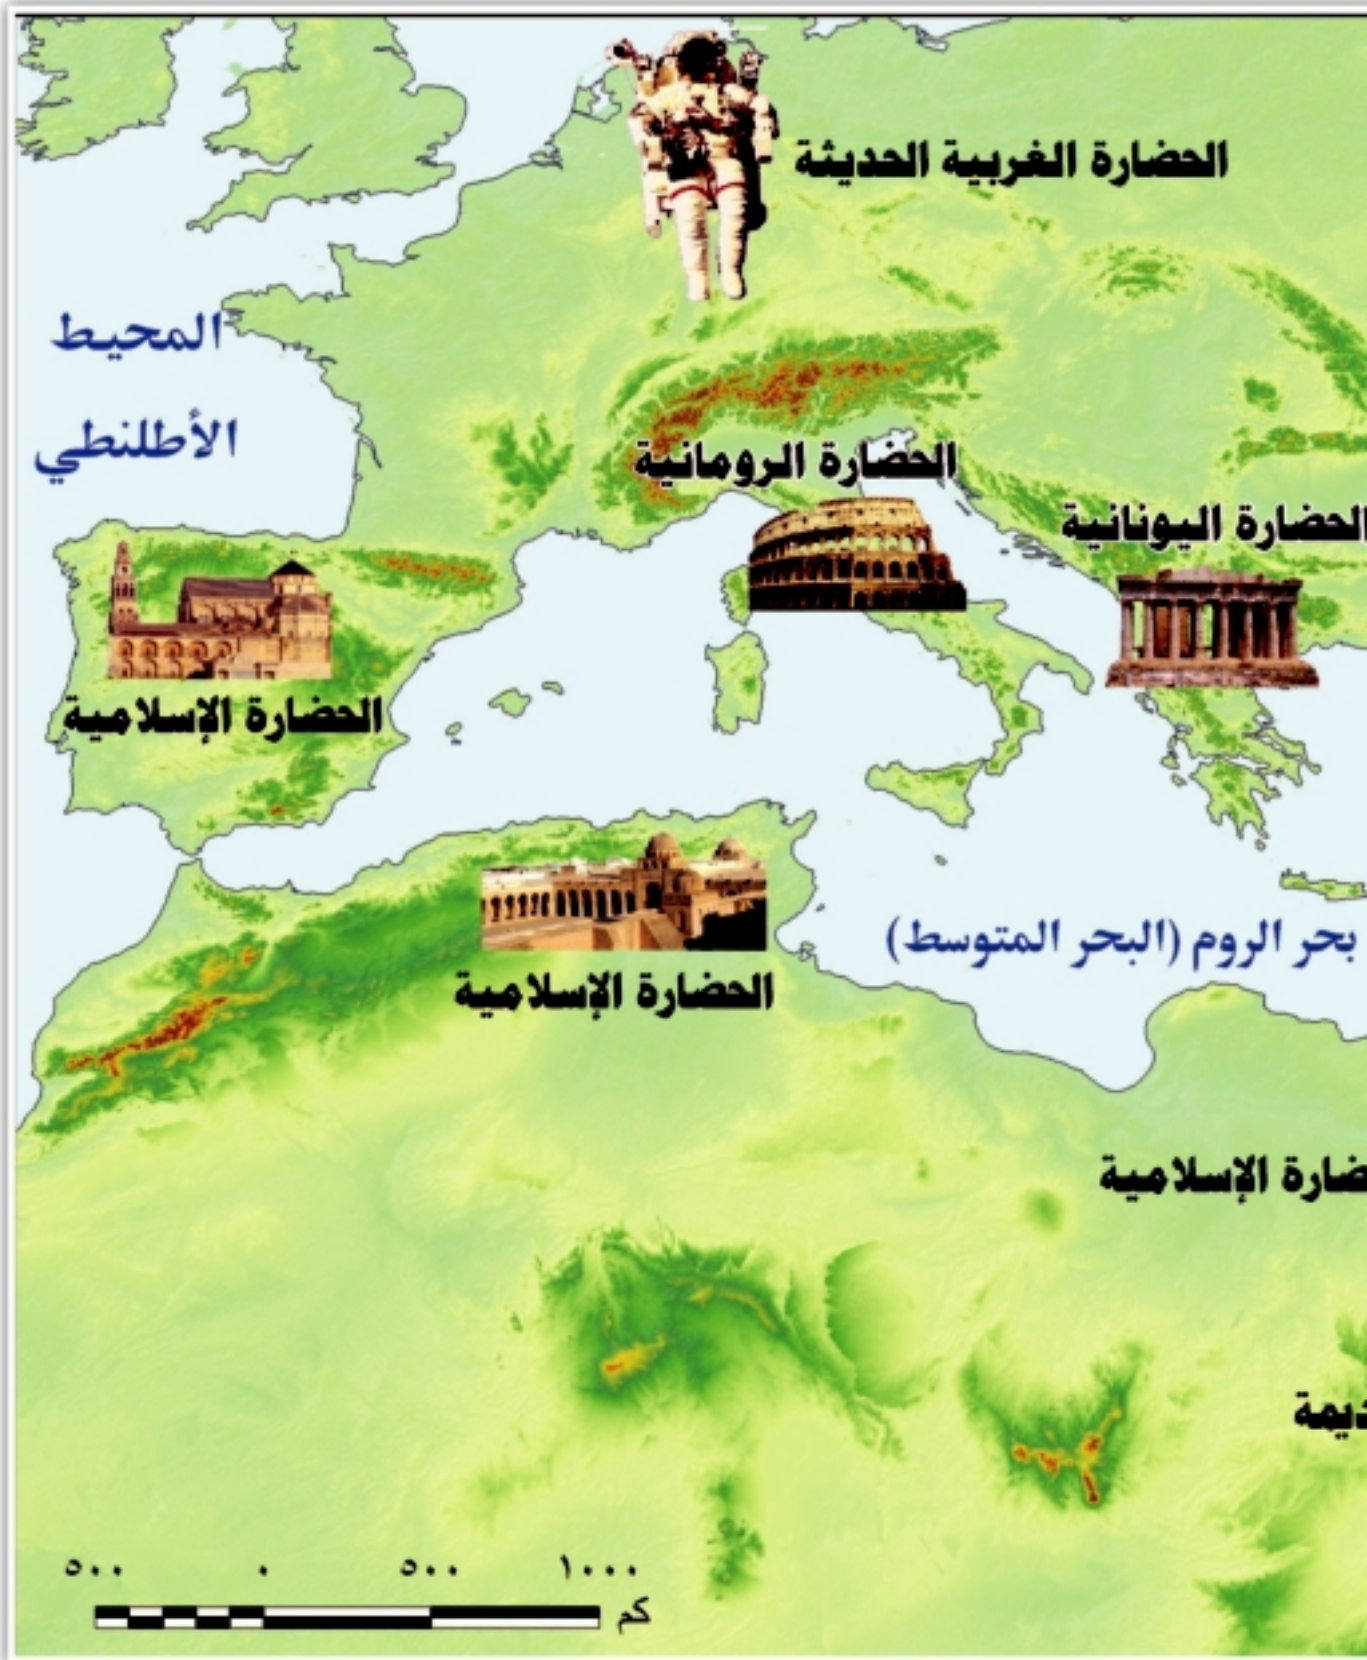 الحضارة الغربية الحديثة
المحيط
الأطلنطي
الحضارة الرومانية
الحضارة اليونانية
الحضارة الإسلامية
بحر الروم (البحر المتوسط)
الحضارة الإسلامية
ضارة الإسلامية
ديمة
٥٠٠ ٠ ٥٠٠ ١٠٠٠
كم